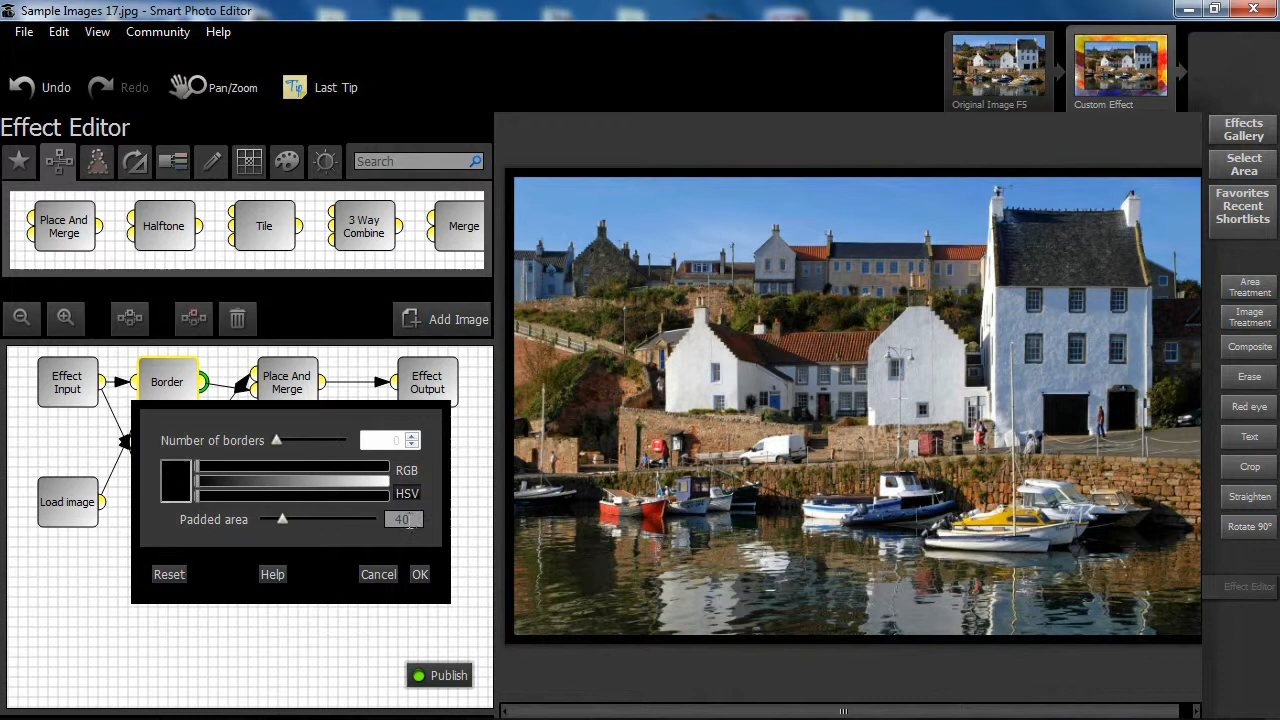 Sample Images 17.jpg - Smart Photo Editor
File Edit View Community Help
Undo Redo Pan/Zoom Tip Last Tip
Original Image F5 Custom Effect
Effect Editor
Search
Place And Merge
Halftone
Tile
3 Way Combine
Merge
Add Image
Effect Input
Border
Place And Merge
Effect Output
Load image
Number of borders 0
RGB
HSV
Padded area 40
Reset Help Cancel OK
Publish
Effects Gallery
Select Area
Favorites
Recent
Shortlists
Area Treatment
Image Treatment
Composite
Erase
Red eye
Text
Crop
Straighten
Rotate 90°
Effect Editor